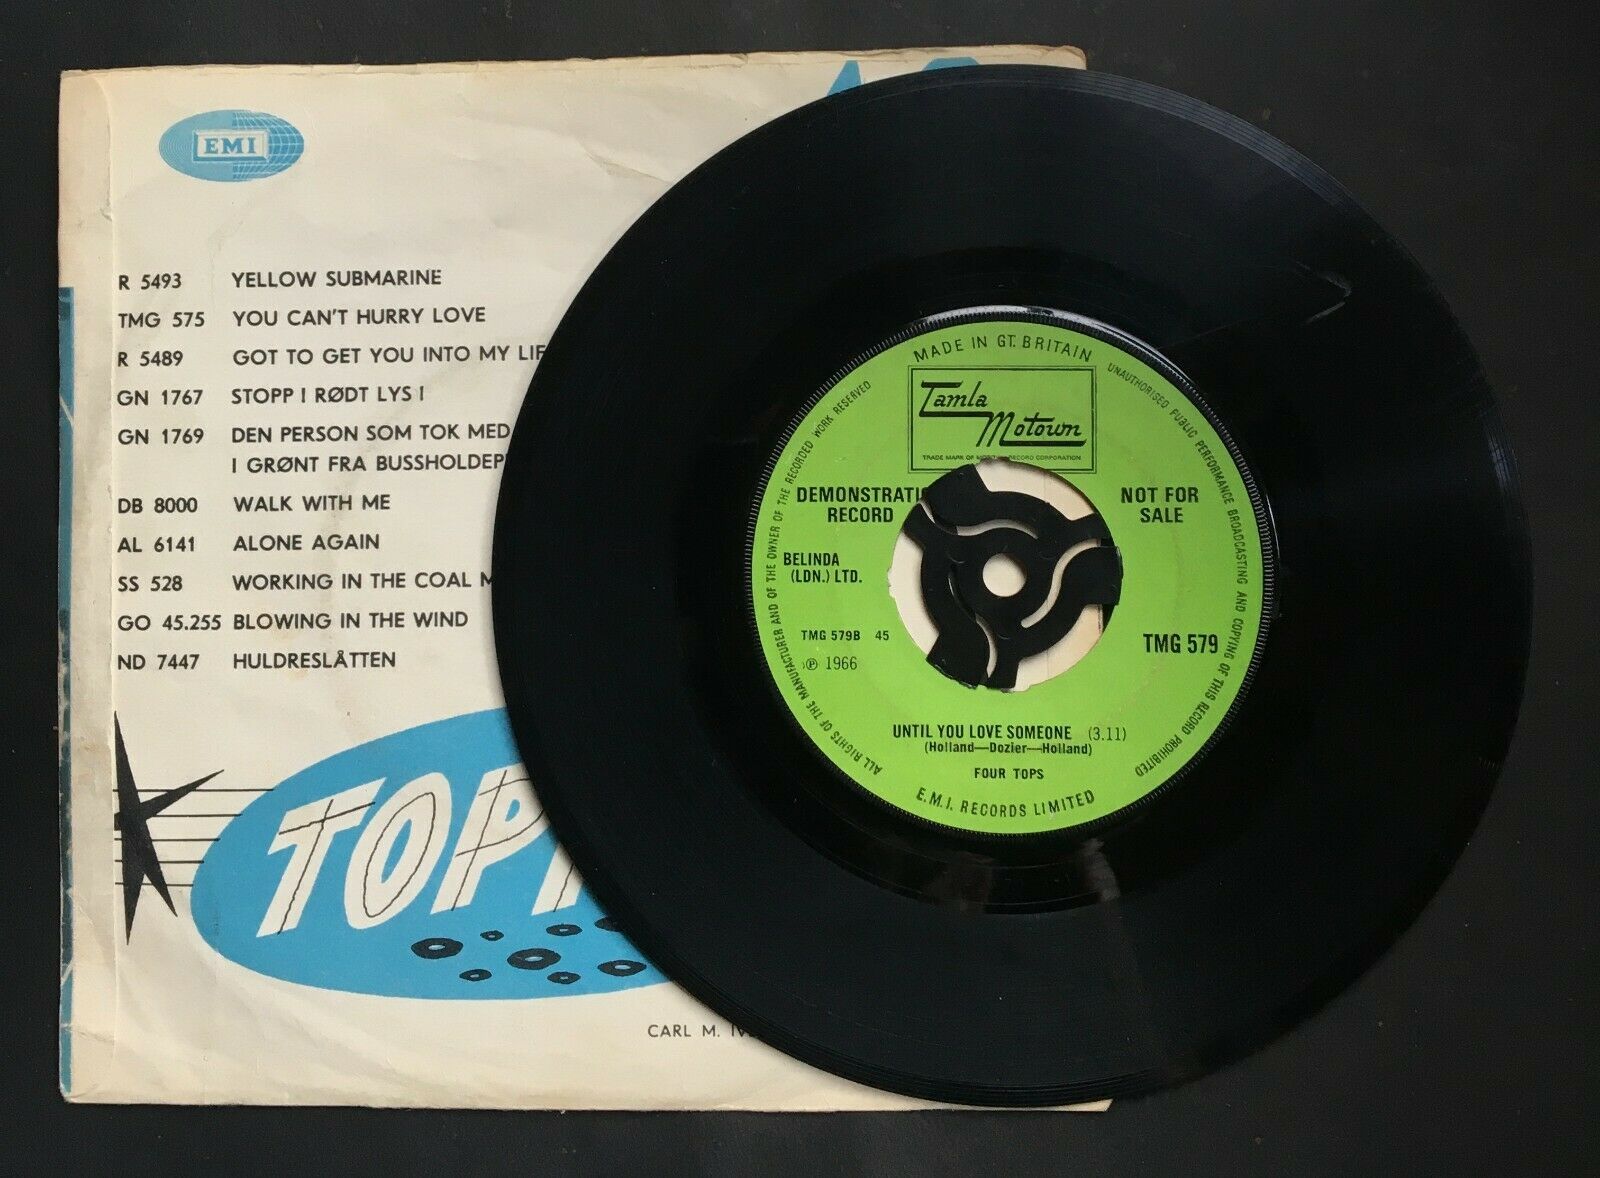 EMI
R 5493 YELLOW SUBMARINE
TMG 575 YOU CAN'T HURRY LOVE
R 5489 GOT TO GET YOU INTO MY
GN 1767 STOPP I RØDT LYS I
GN 1769 DEN PERSON SOM TOK MED
I GRØNT FRA
DB 8000 WALK WITH ME
AL 6141 ALONE AGAIN
SS 528 WORKING IN THE COAL
GO 45.255 BLOWING IN THE WIND
ND 7447 HULDRESLÅTTEN
CARL M.
MADE IN GT. BRITAIN
UNAUTHORISED PUBLIC PERFORMANCE BROADCASTING AND COPYING OF THIS RECORD PROHIBITED
ALL RIGHTS OF THE MANUFACTURER AND OF THE OWNER OF THE RECORDED WORK RESERVED
Tamla
Motown
TRADE MARK OF RECORD CORPORATION
RECORD
NOT FOR
SALE
BELINDA
(LDN.) LTD.
TMG 579B 45
℗ 1966
TMG 579
UNTIL YOU LOVE SOMEONE (3.11)
(Holland—Dozier—Holland)
FOUR TOPS
E.M.I. RECORDS LIMITED